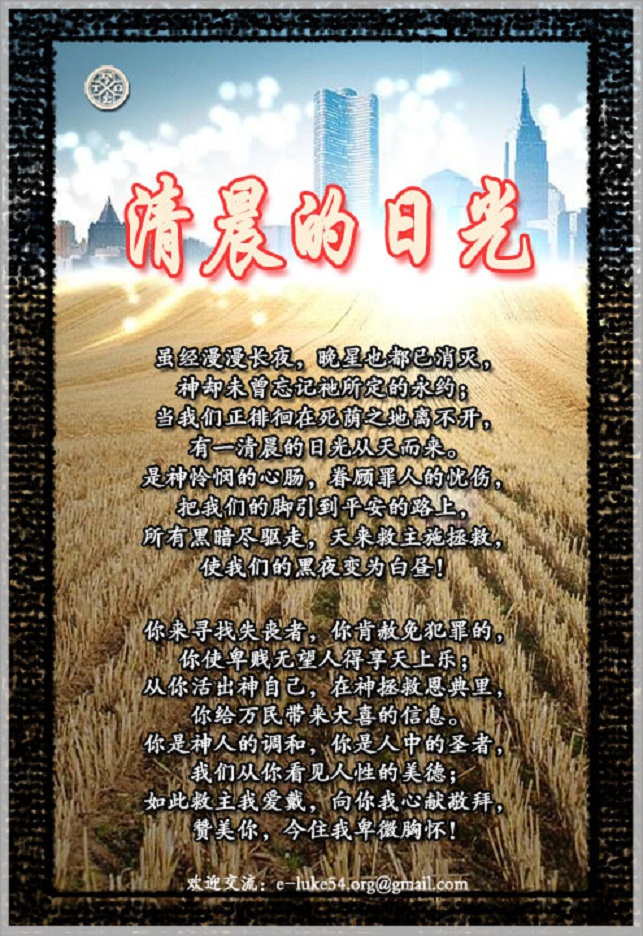 清晨的日光
虽经漫漫长夜，晚星也都已消灭，
神却未曾忘记祂所定的永约；
当我们正徘徊在死荫之地离不开，
有一清晨的日光从天而来。
是神怜悯的心肠，眷顾罪人的忧伤，
把我们的脚引到平安的路上，
所有黑暗尽驱走，天来救主施拯救，
使我们的黑夜变为白昼！
你来寻找失丧者，你肯赦免犯罪的，
你使卑贱无望人得享天上乐；
从你活出神自己，在神拯救恩典里，
你给万民带来大喜的信息。
你是神人的调和，你是人中的圣者，
我们从你看见人性的美德；
如此救主我爱戴，向你我心献敬拜，
赞美你，今住我卑微胸怀！
欢迎交流：e-luke54.org@gmail.com